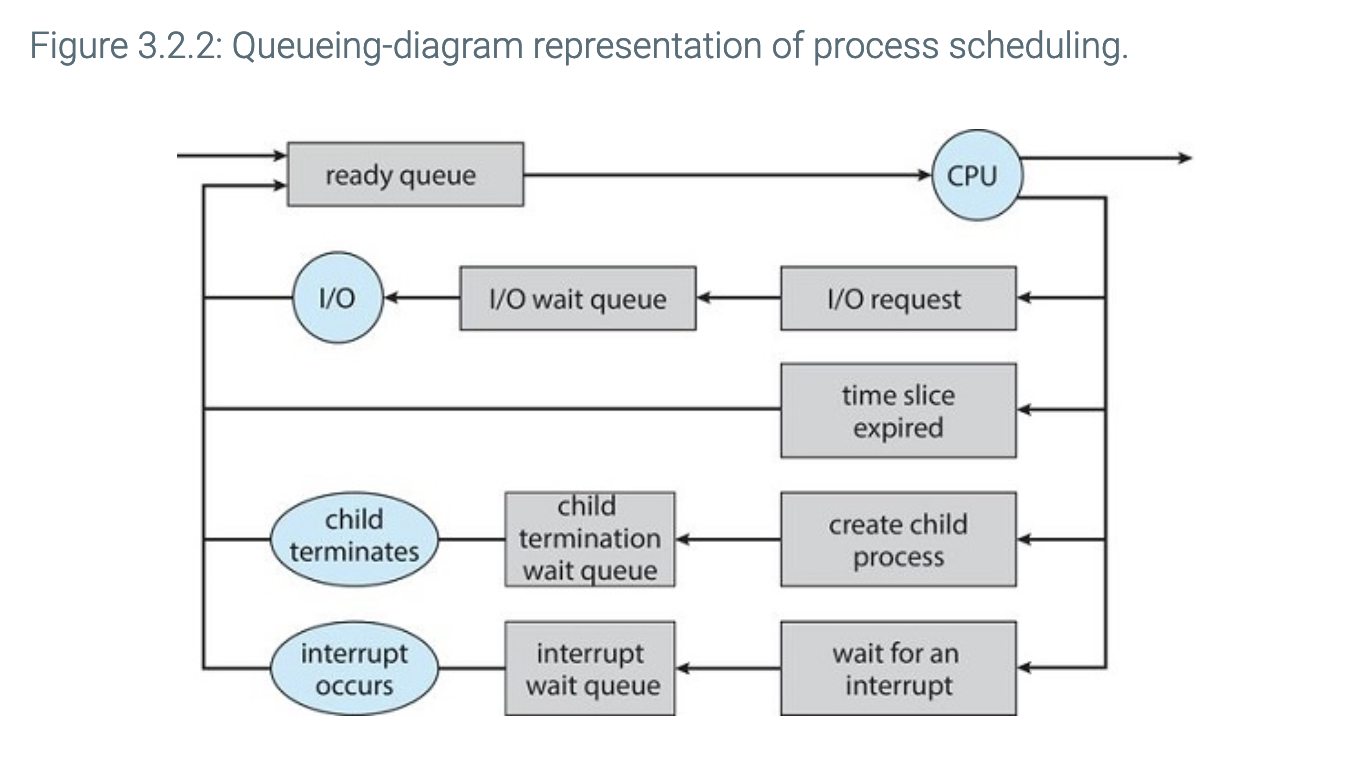 Figure 3.2.2: Queueing-diagram representation of process scheduling.
ready queue
CPU
I/O
I/O wait queue
I/O request
time slice
expired
child
terminates
child
termination
wait queue
create child
process
interrupt
occurs
interrupt
wait queue
wait for an
interrupt